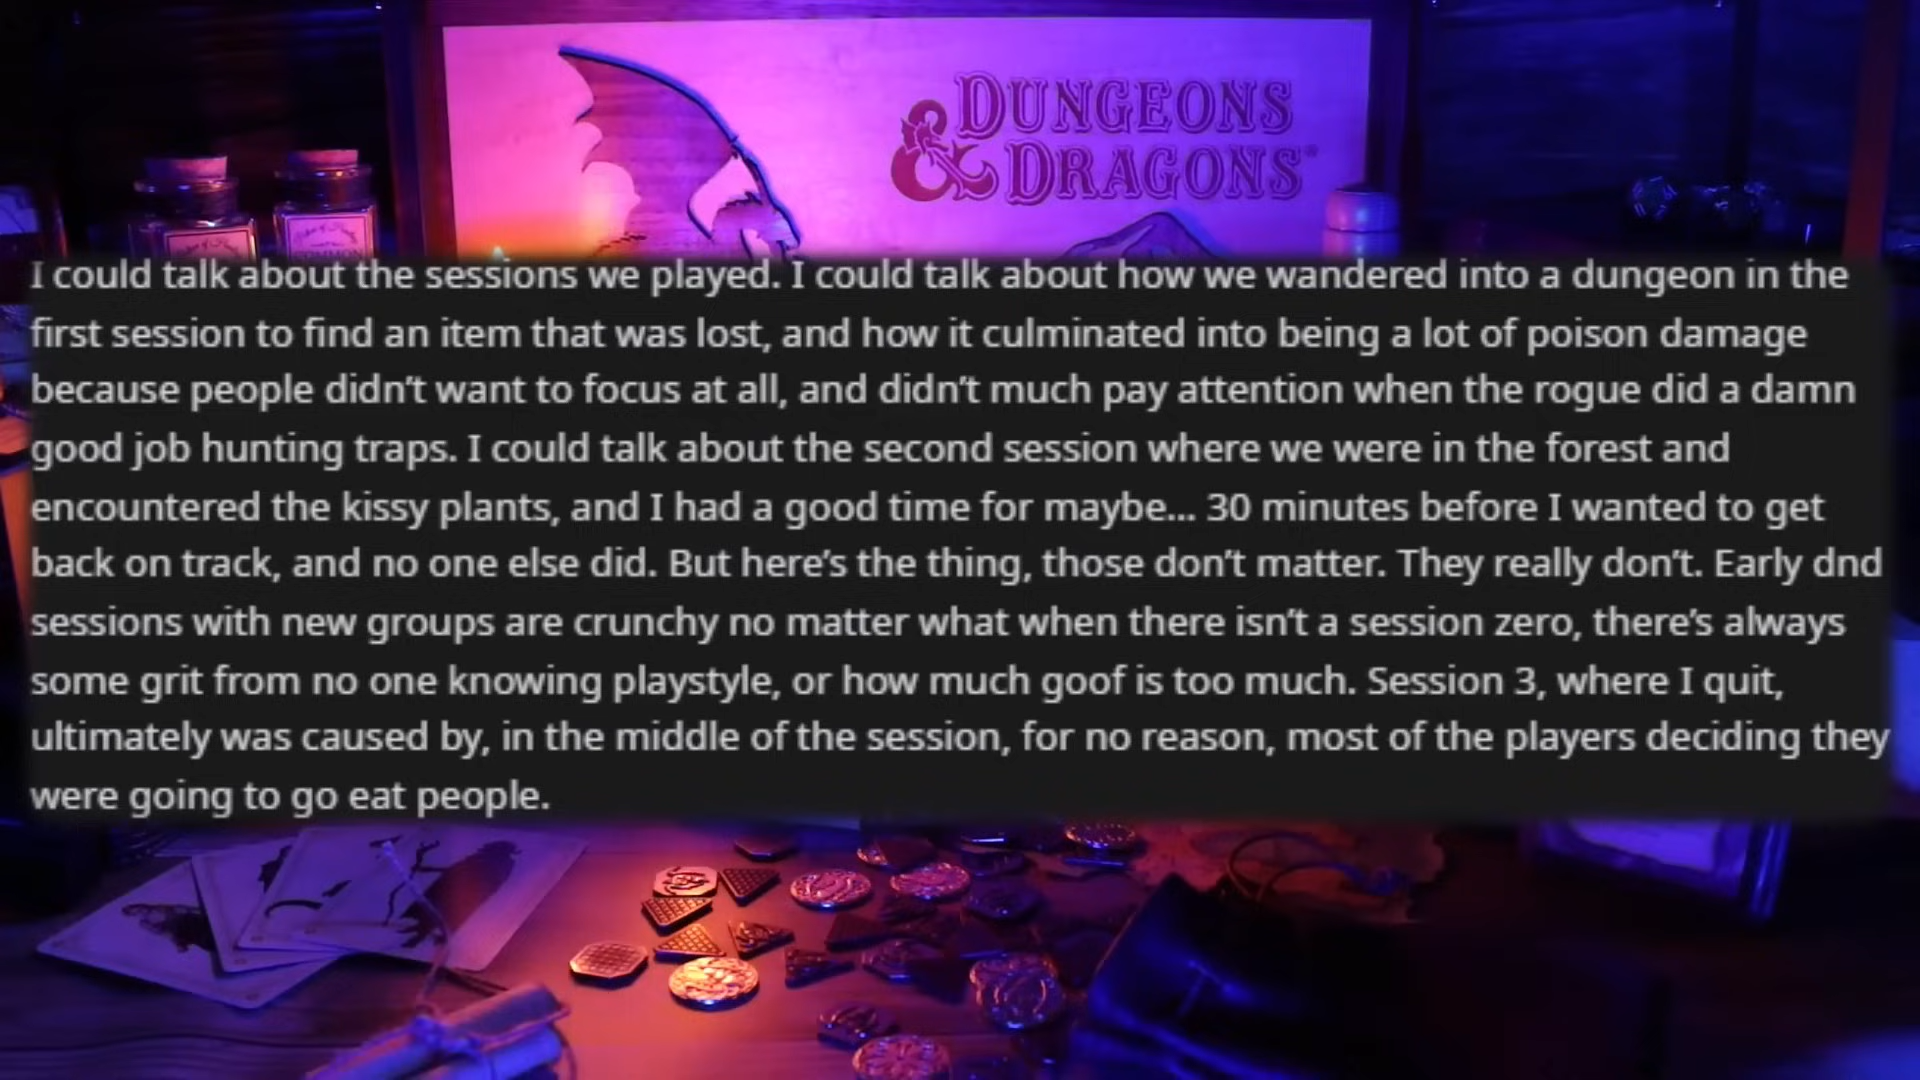 DUNGEONS
& DRAGONS
COMMON
I could talk about the sessions we played. I could talk about how we wandered into a dungeon in the
first session to find an item that was lost, and how it culminated into being a lot of poison damage
because people didn’t want to focus at all, and didn’t much pay attention when the rogue did a damn
good job hunting traps. I could talk about the second session where we were in the forest and
encountered the kissy plants, and I had a good time for maybe... 30 minutes before I wanted to get
back on track, and no one else did. But here’s the thing, those don’t matter. They really don’t. Early dnd
sessions with new groups are crunchy no matter what when there isn’t a session zero, there’s always
some grit from no one knowing playstyle, or how much goof is too much. Session 3, where I quit,
ultimately was caused by, in the middle of the session, for no reason, most of the players deciding they
were going to go eat people.